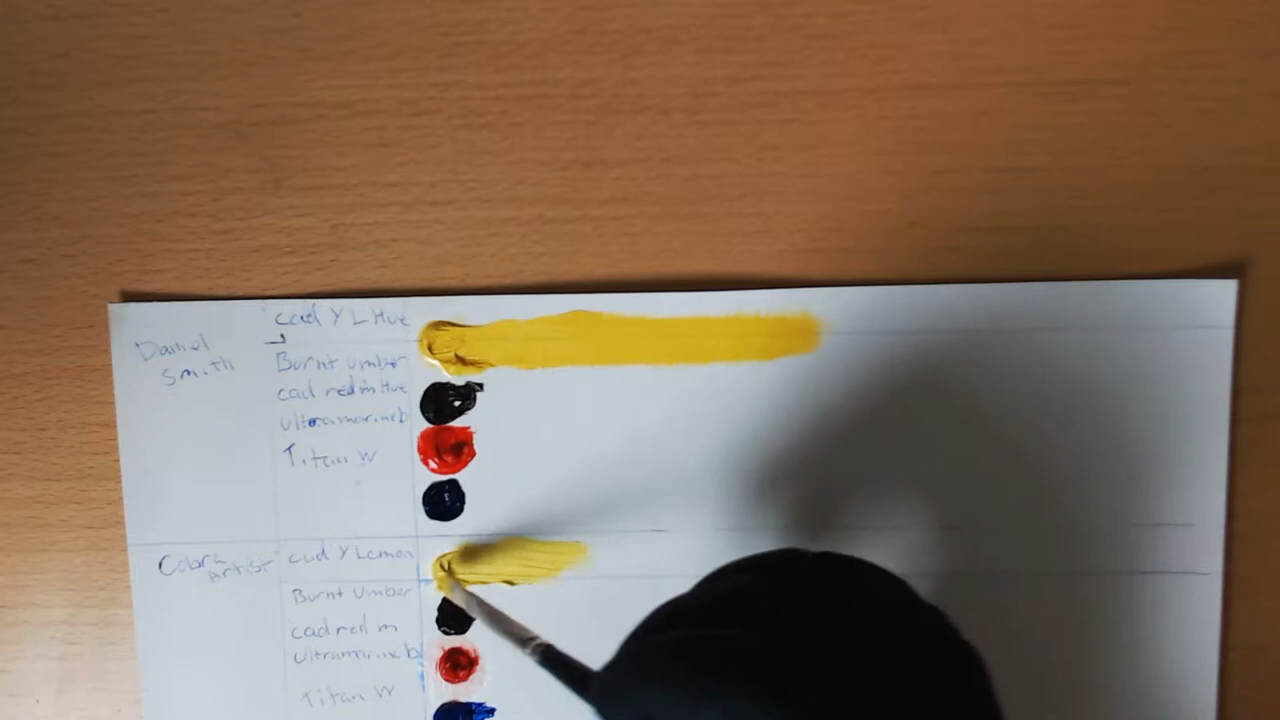 Daniel
Smith
cad Y L Hue
Burnt umber
cad red m Hue
ultramarine b
Titan W
Cobra
Artist
cad Y Lemon
Burnt Umber
cad red m
ultramarine b
Titan W